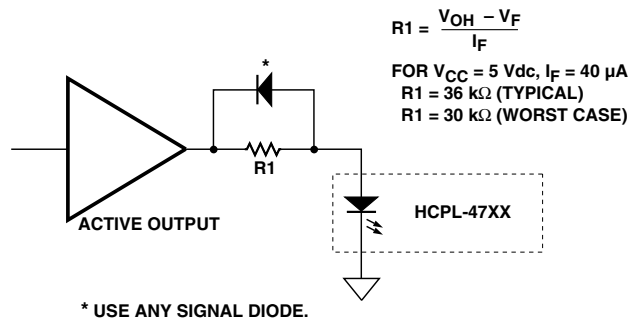 R1 = V_OH – V_F / I_F
FOR V_CC = 5 Vdc, I_F = 40 µA
R1 = 36 kΩ (TYPICAL)
R1 = 30 kΩ (WORST CASE)
*
R1
HCPL-47XX
ACTIVE OUTPUT
* USE ANY SIGNAL DIODE.